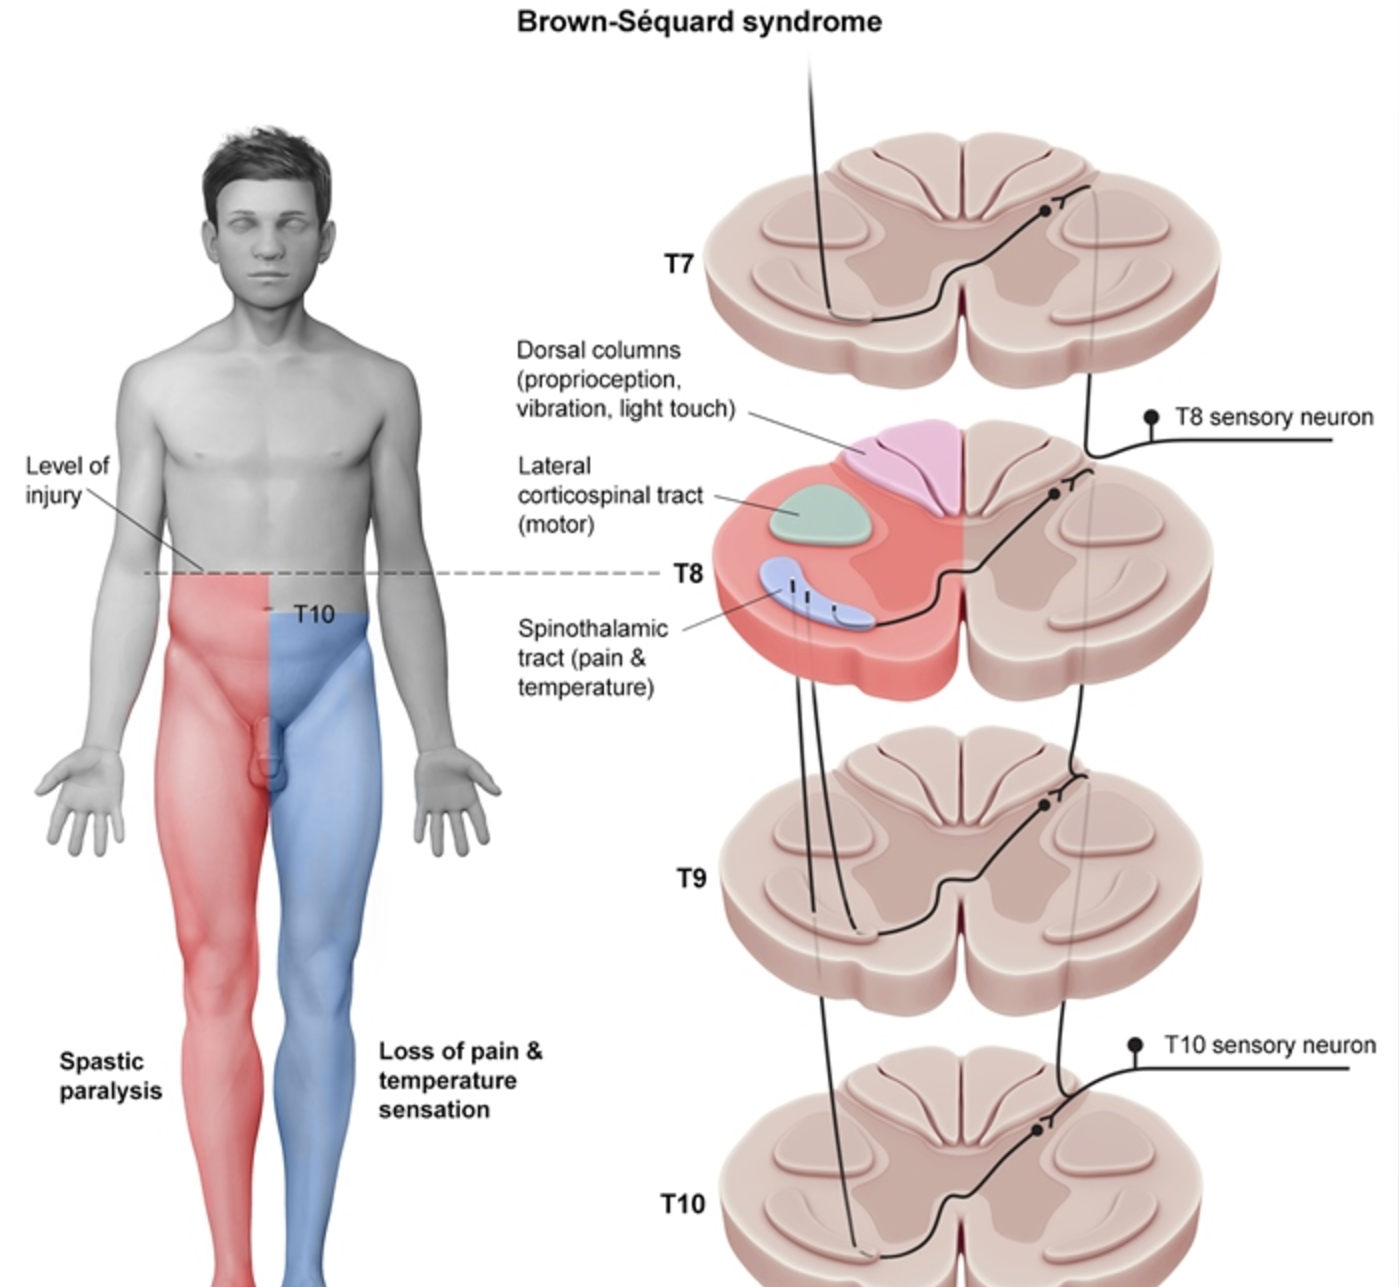 Brown-Séquard syndrome
T7
Dorsal columns
(proprioception,
vibration, light touch)
T8 sensory neuron
Level of
injury
Lateral
corticospinal tract
(motor)
T8
T10
Spinothalamic
tract (pain &
temperature)
T9
Spastic
paralysis
Loss of pain &
temperature
sensation
T10 sensory neuron
T10